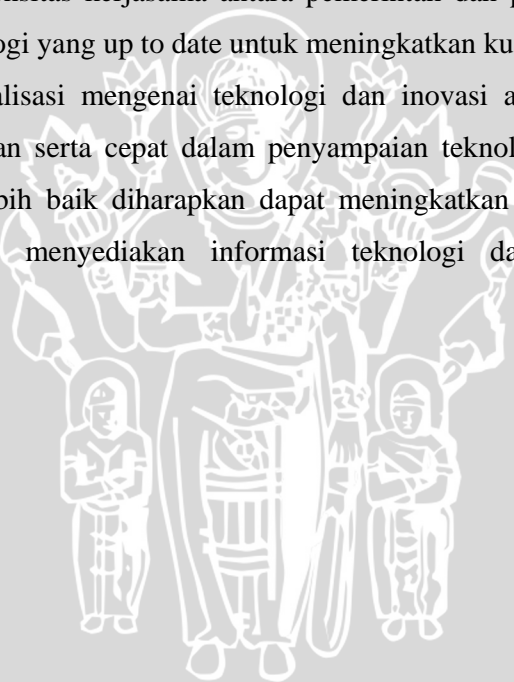 kerjasama antara pemerintah dan
ogi yang up to date untuk meningkatkan ku
alisasi mengenai teknologi dan inovasi a
an serta cepat dalam penyampaian teknol
bih baik diharapkan dapat meningkatkan
menyediakan informasi teknologi da